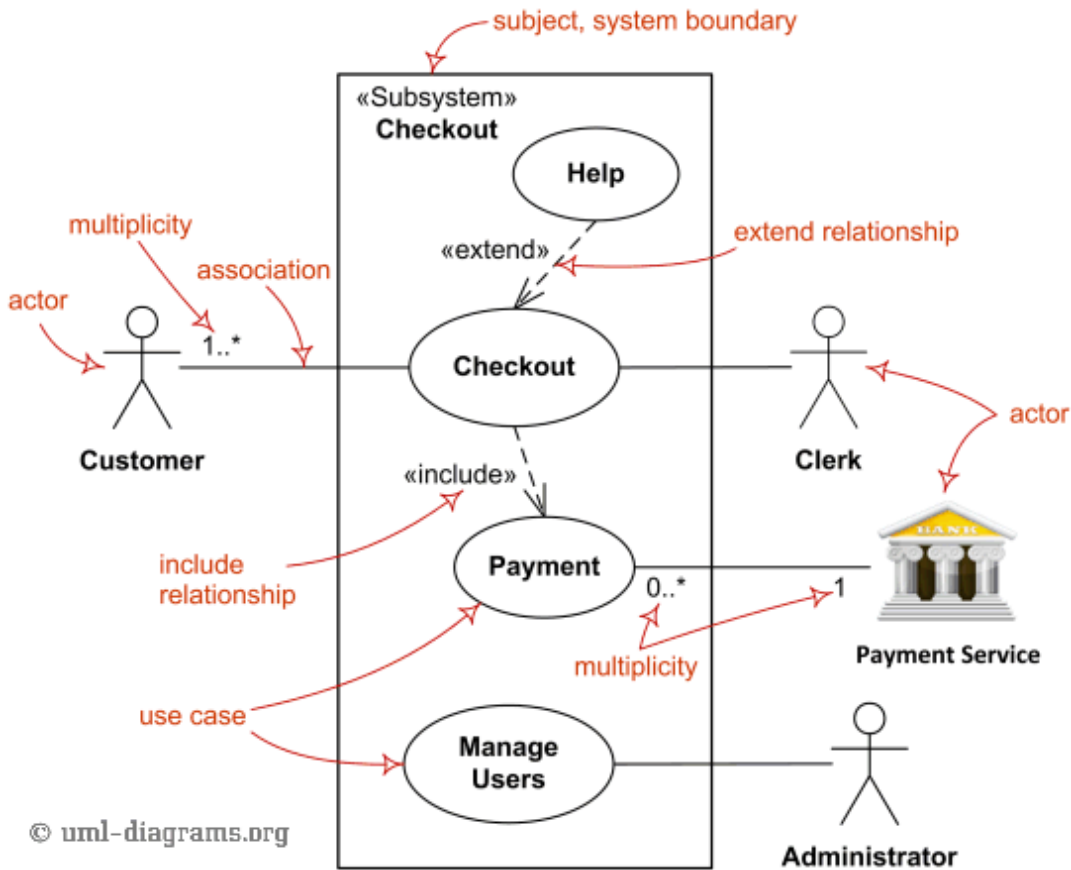 subject, system boundary
«Subsystem»
Checkout
Help
multiplicity
«extend»
extend relationship
association
actor
1..*
Checkout
actor
Customer
Clerk
«include»
BANK
include
relationship
Payment
0..*
1
multiplicity
Payment Service
use case
Manage
Users
© uml-diagrams.org
Administrator